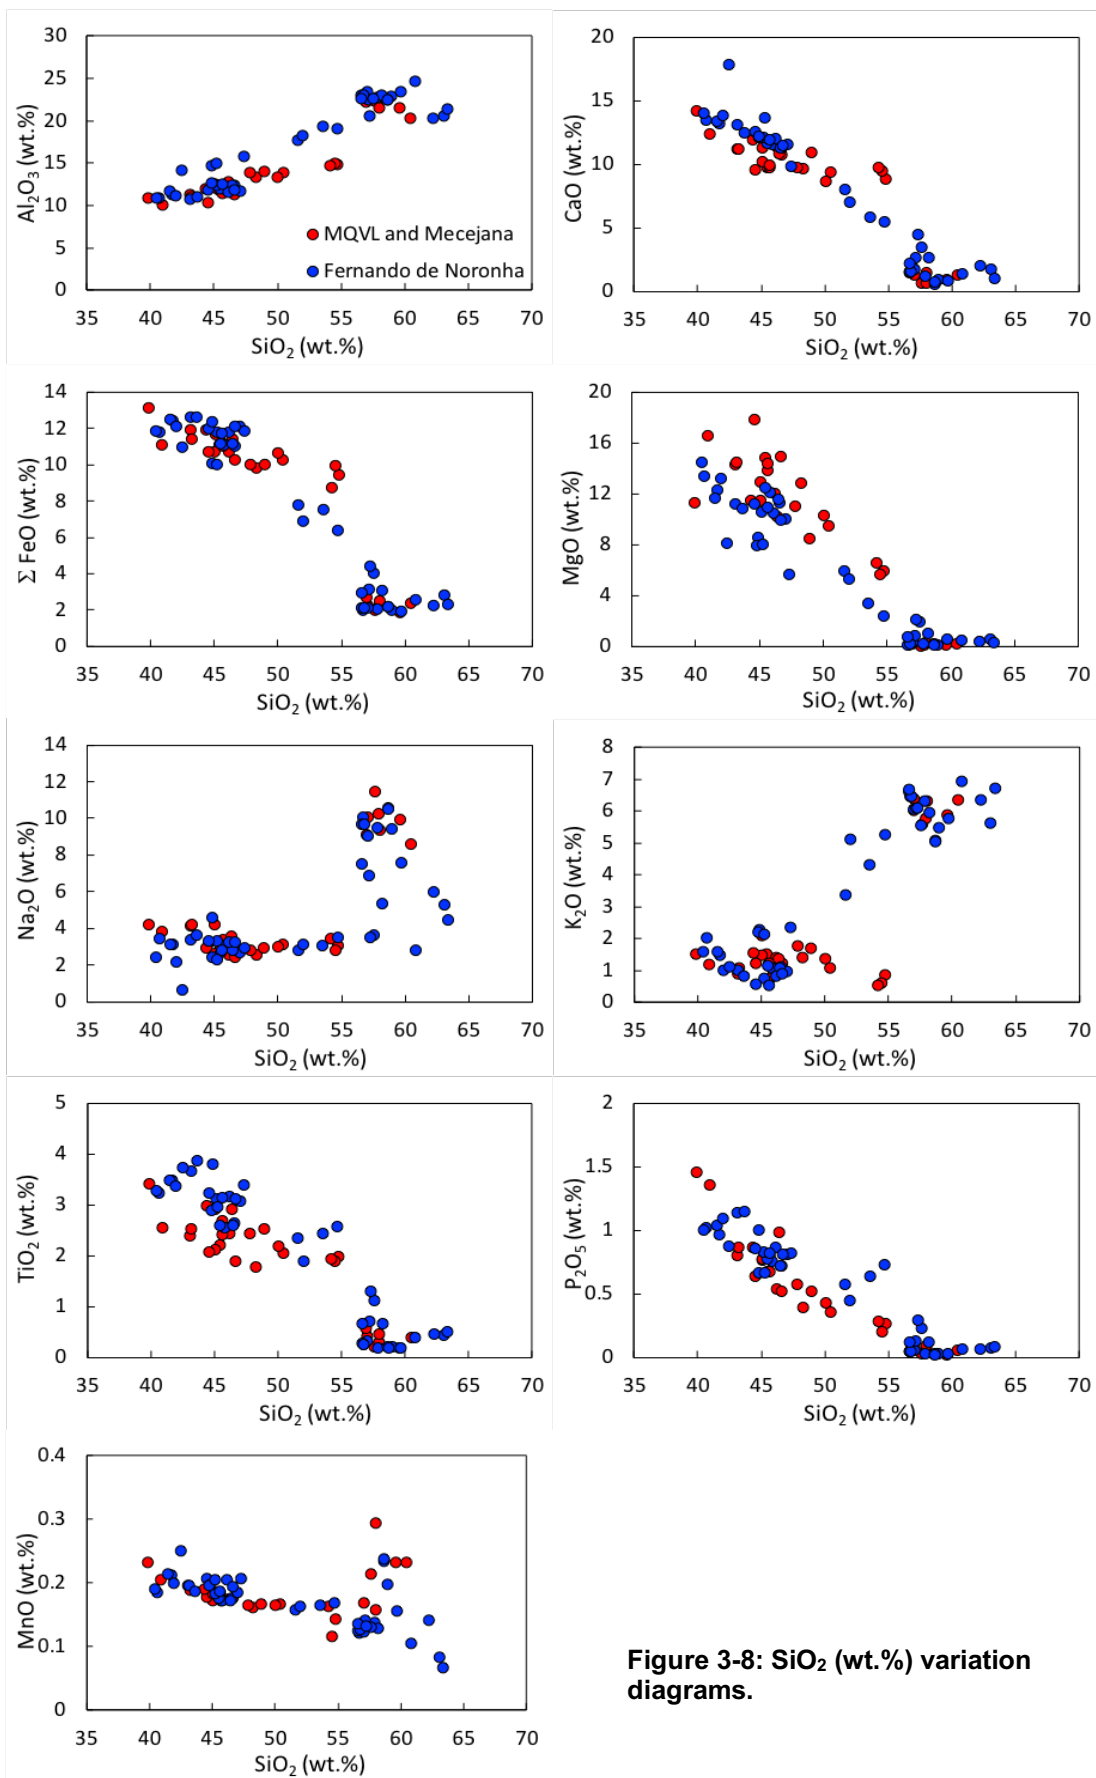 30
25
20
15
10
5
0
Al₂O₃ (wt.%)
MQVL and Mecejana
Fernando de Noronha
35 40 45 50 55 60 65 70
SiO₂ (wt.%)
20
15
10
5
0
CaO (wt.%)
35 40 45 50 55 60 65 70
SiO₂ (wt.%)
14
12
10
8
6
4
2
0
Σ FeO (wt.%)
35 40 45 50 55 60 65 70
SiO₂ (wt.%)
20
16
12
8
4
0
MgO (wt.%)
35 40 45 50 55 60 65 70
SiO₂ (wt.%)
14
12
10
8
6
4
2
0
Na₂O (wt.%)
35 40 45 50 55 60 65 70
SiO₂ (wt.%)
8
7
6
5
4
3
2
1
0
K₂O (wt.%)
35 40 45 50 55 60 65 70
SiO₂ (wt.%)
5
4
3
2
1
0
TiO₂ (wt.%)
35 40 45 50 55 60 65 70
SiO₂ (wt.%)
2
1.5
1
0.5
0
P₂O₅ (wt.%)
35 40 45 50 55 60 65 70
SiO₂ (wt.%)
0.4
0.3
0.2
0.1
0
MnO (wt.%)
35 40 45 50 55 60 65 70
SiO₂ (wt.%)
Figure 3-8: SiO₂ (wt.%) variation
diagrams.